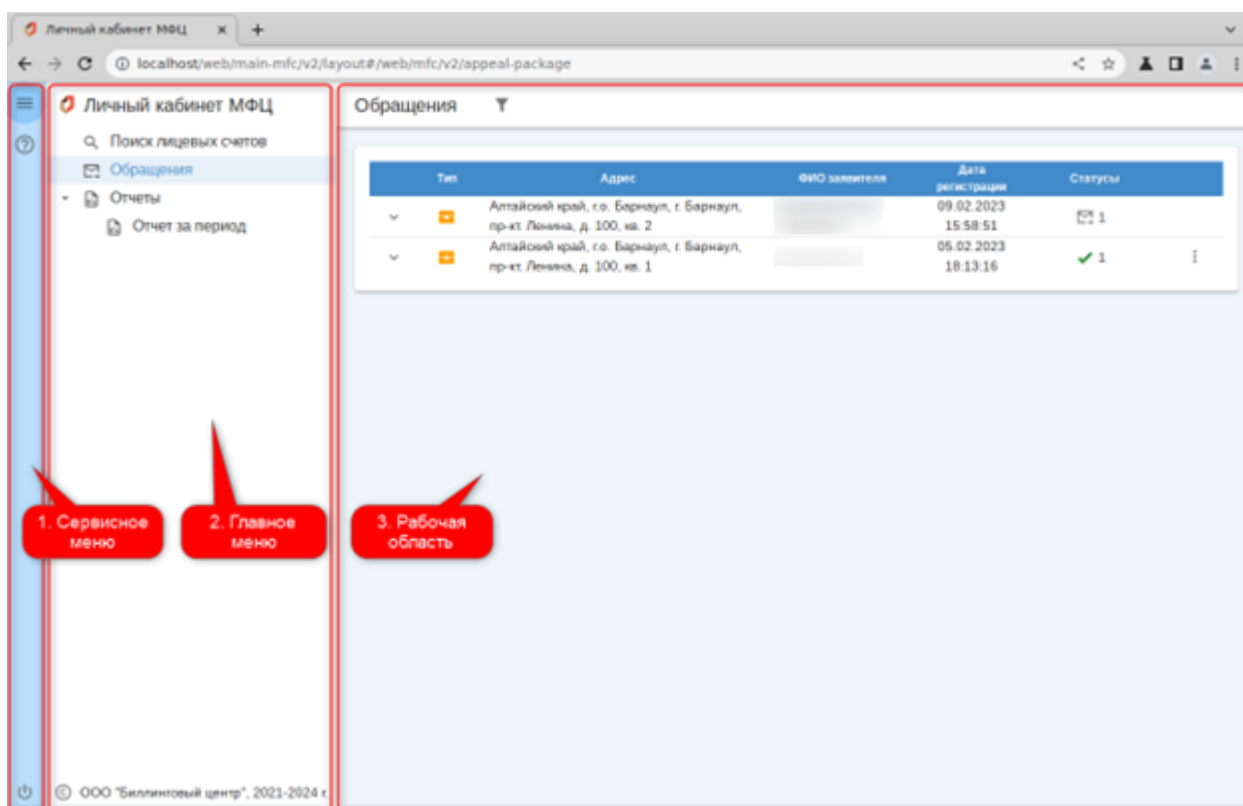 Личный кабинет МФЦ
localhost/web/main-mfc/v2/layout#/web/mfc/v2/appeal-package
Личный кабинет МФЦ
Поиск лицевых счетов
Обращения
Отчеты
Отчет за период
Обращения
Тип Адрес ФИО заявителя Дата регистрации Статусы
Алтайский край, г.о. Барнаул, г. Барнаул, 09.02.2023
пр-кт. Ленина, д. 100, кв. 2 15:58:51
1
Алтайский край, г.о. Барнаул, г. Барнаул, 05.02.2023
пр-кт. Ленина, д. 100, кв. 1 18:13:16
1
1. Сервисное
меню
2. Главное
меню
3. Рабочая
область
© ООО "Биллинговый центр", 2021-2024 г.